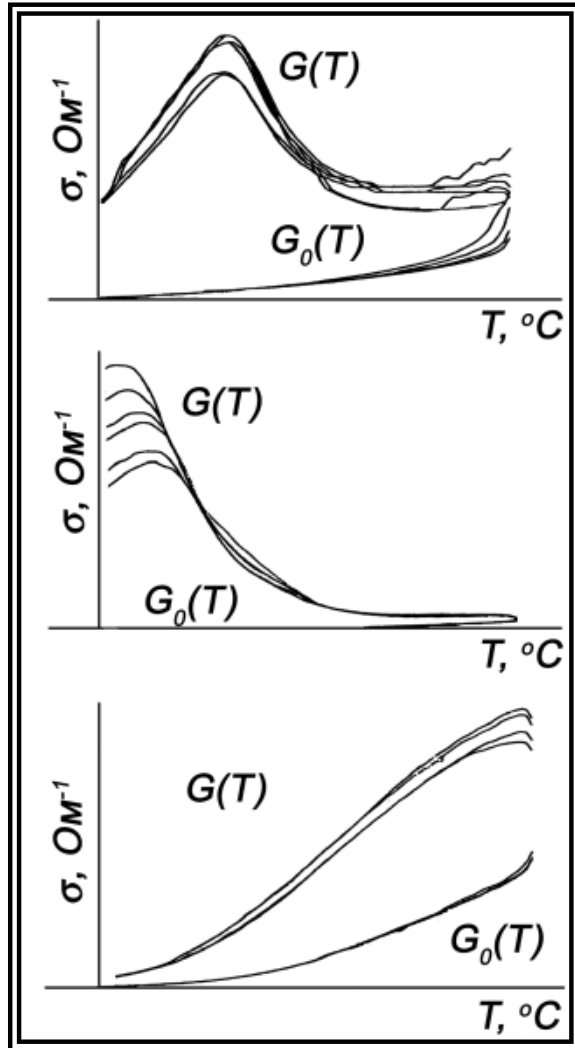 G(T)
σ, Ом⁻¹
G₀(T)
T, °C
G(T)
σ, Ом⁻¹
G₀(T)
T, °C
G(T)
σ, Ом⁻¹
G₀(T)
T, °C